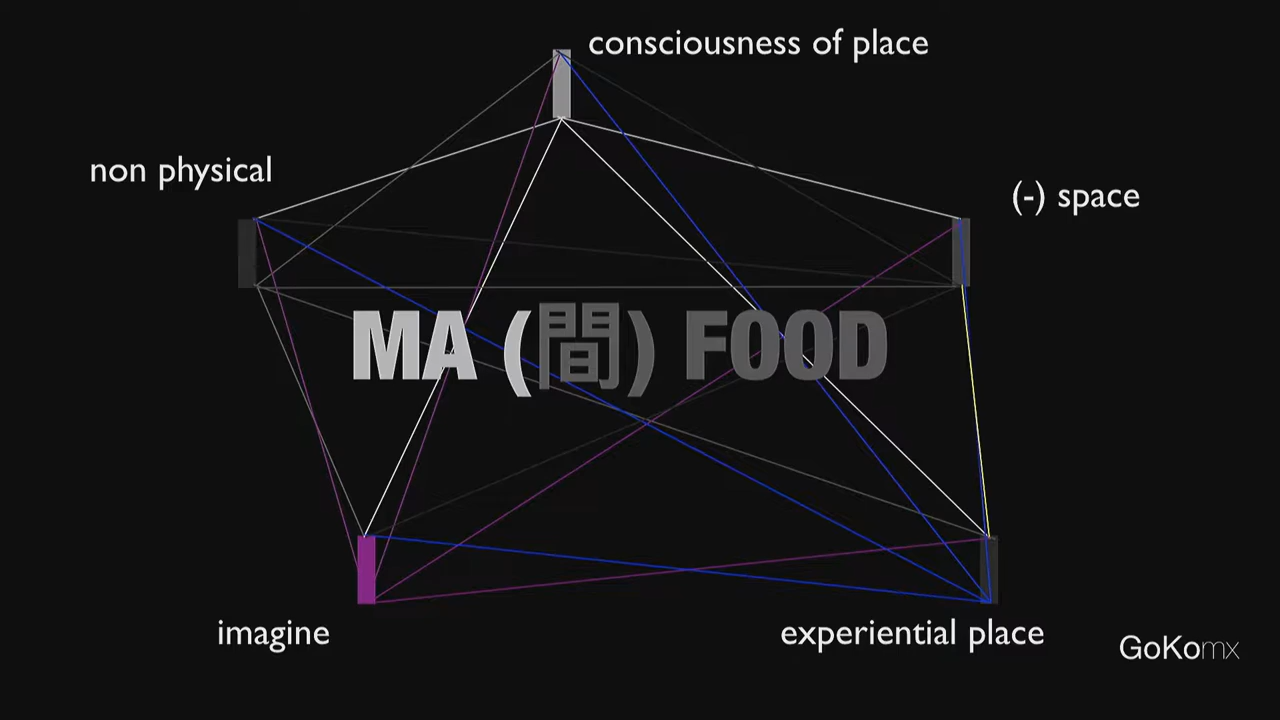 consciousness of place
non physical
(-) space
MA (間) FOOD
imagine
experiential place
GoKomx